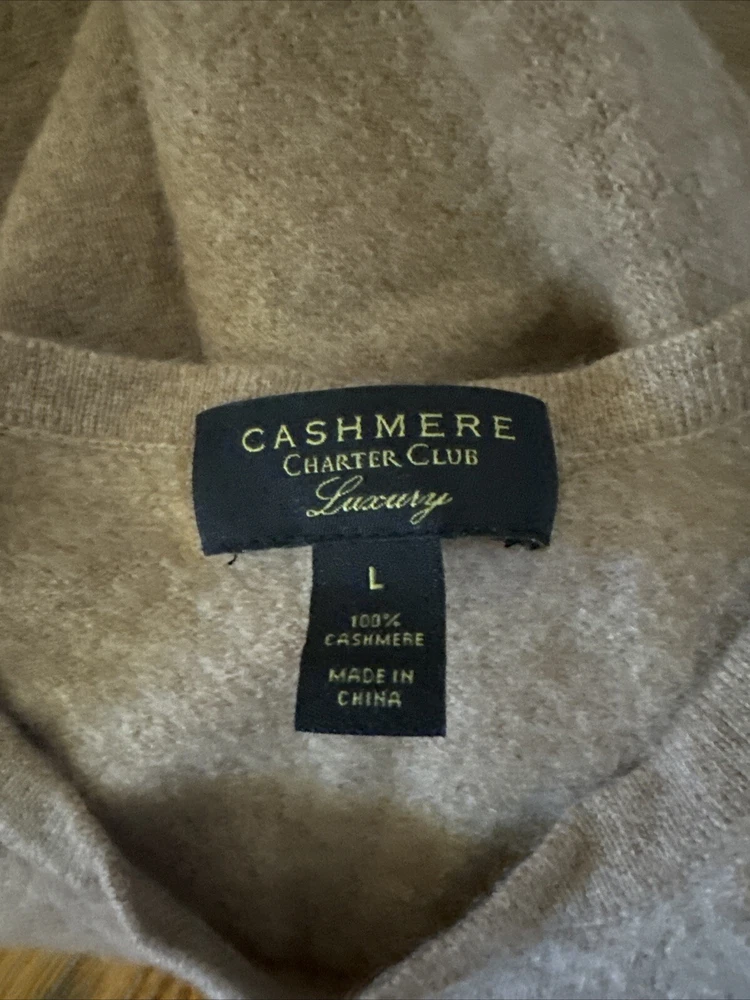 CASHMERE
CHARTER CLUB
Luxury
L
100%
CASHMERE
MADE IN
CHINA